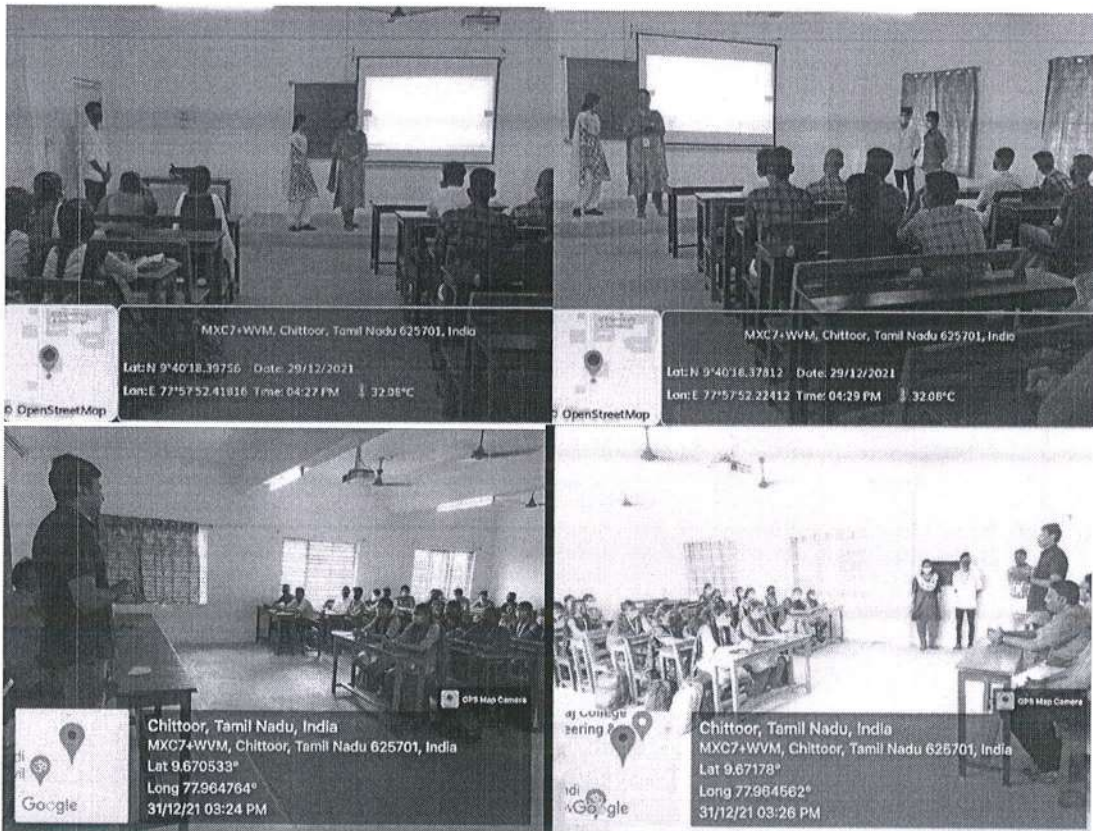 MXC7+WVM, Chittoor, Tamil Nadu 625701, India
Lat: N 9°40'18.39756 Date: 29/12/2021
Lon: E 77°57'52.41816 Time: 04:27 PM 32.08°C
© OpenStreetMap
MXC7+WVM, Chittoor, Tamil Nadu 625701, India
Lat: N 9°40'18.37812 Date: 29/12/2021
Lon: E 77°57'52.22412 Time: 04:29 PM 32.08°C
OpenStreetMap
GPS Map Camera
Chittoor, Tamil Nadu, India
MXC7+WVM, Chittoor, Tamil Nadu 625701, India
Lat 9.670533°
Long 77.964764°
31/12/21 03:24 PM
Google
GPS Map Camera
aj College
eering &
Chittoor, Tamil Nadu, India
MXC7+WVM, Chittoor, Tamil Nadu 625701, India
Lat 9.67178°
Long 77.964562°
31/12/21 03:26 PM
Google